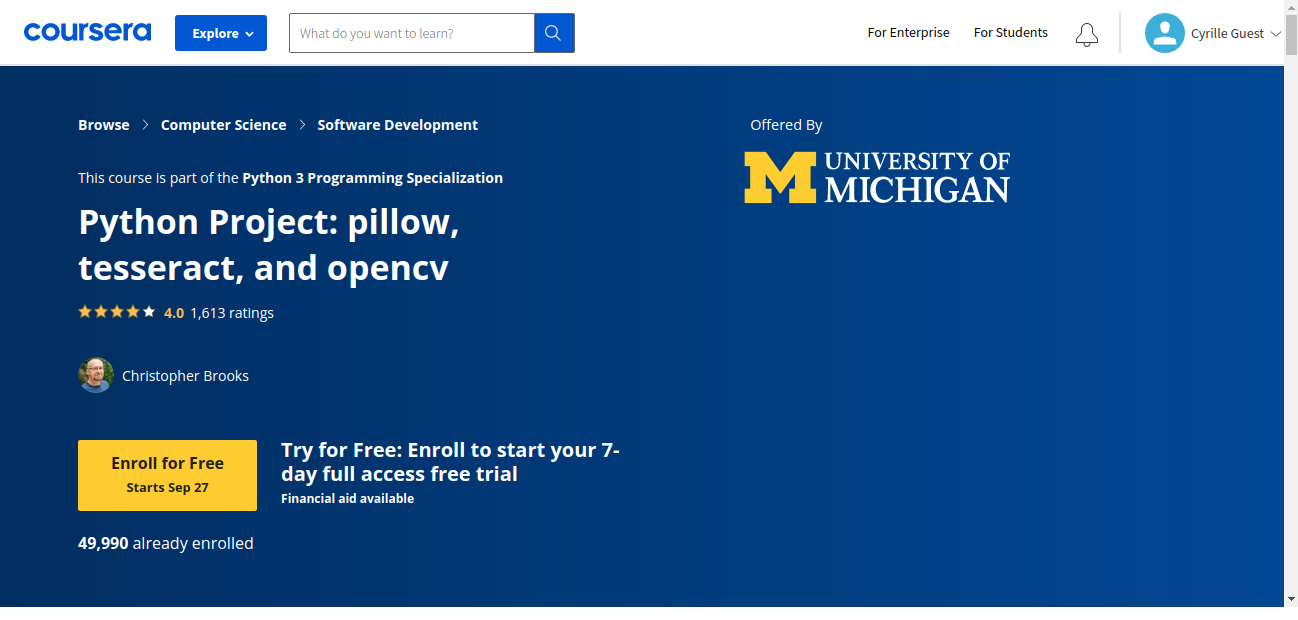 coursera
Explore
What do you want to learn?
For Enterprise
For Students
Cyrille Guest
Browse
Computer Science
Software Development
Offered By
M UNIVERSITY OF
MICHIGAN
This course is part of the Python 3 Programming Specialization
Python Project: pillow,
tesseract, and opencv
4.0 1,613 ratings
Christopher Brooks
Enroll for Free
Starts Sep 27
Try for Free: Enroll to start your 7-
day full access free trial
Financial aid available
49,990 already enrolled